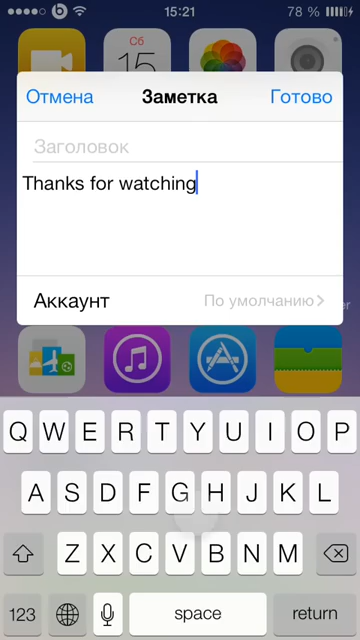 15:21
78 %
Сб
15
Отмена Заметка Готово
Заголовок
Thanks for watching
Аккаунт По умолчанию
Q W E R T Y U I O P
A S D F G H J K L
Z X C V B N M
123 space return